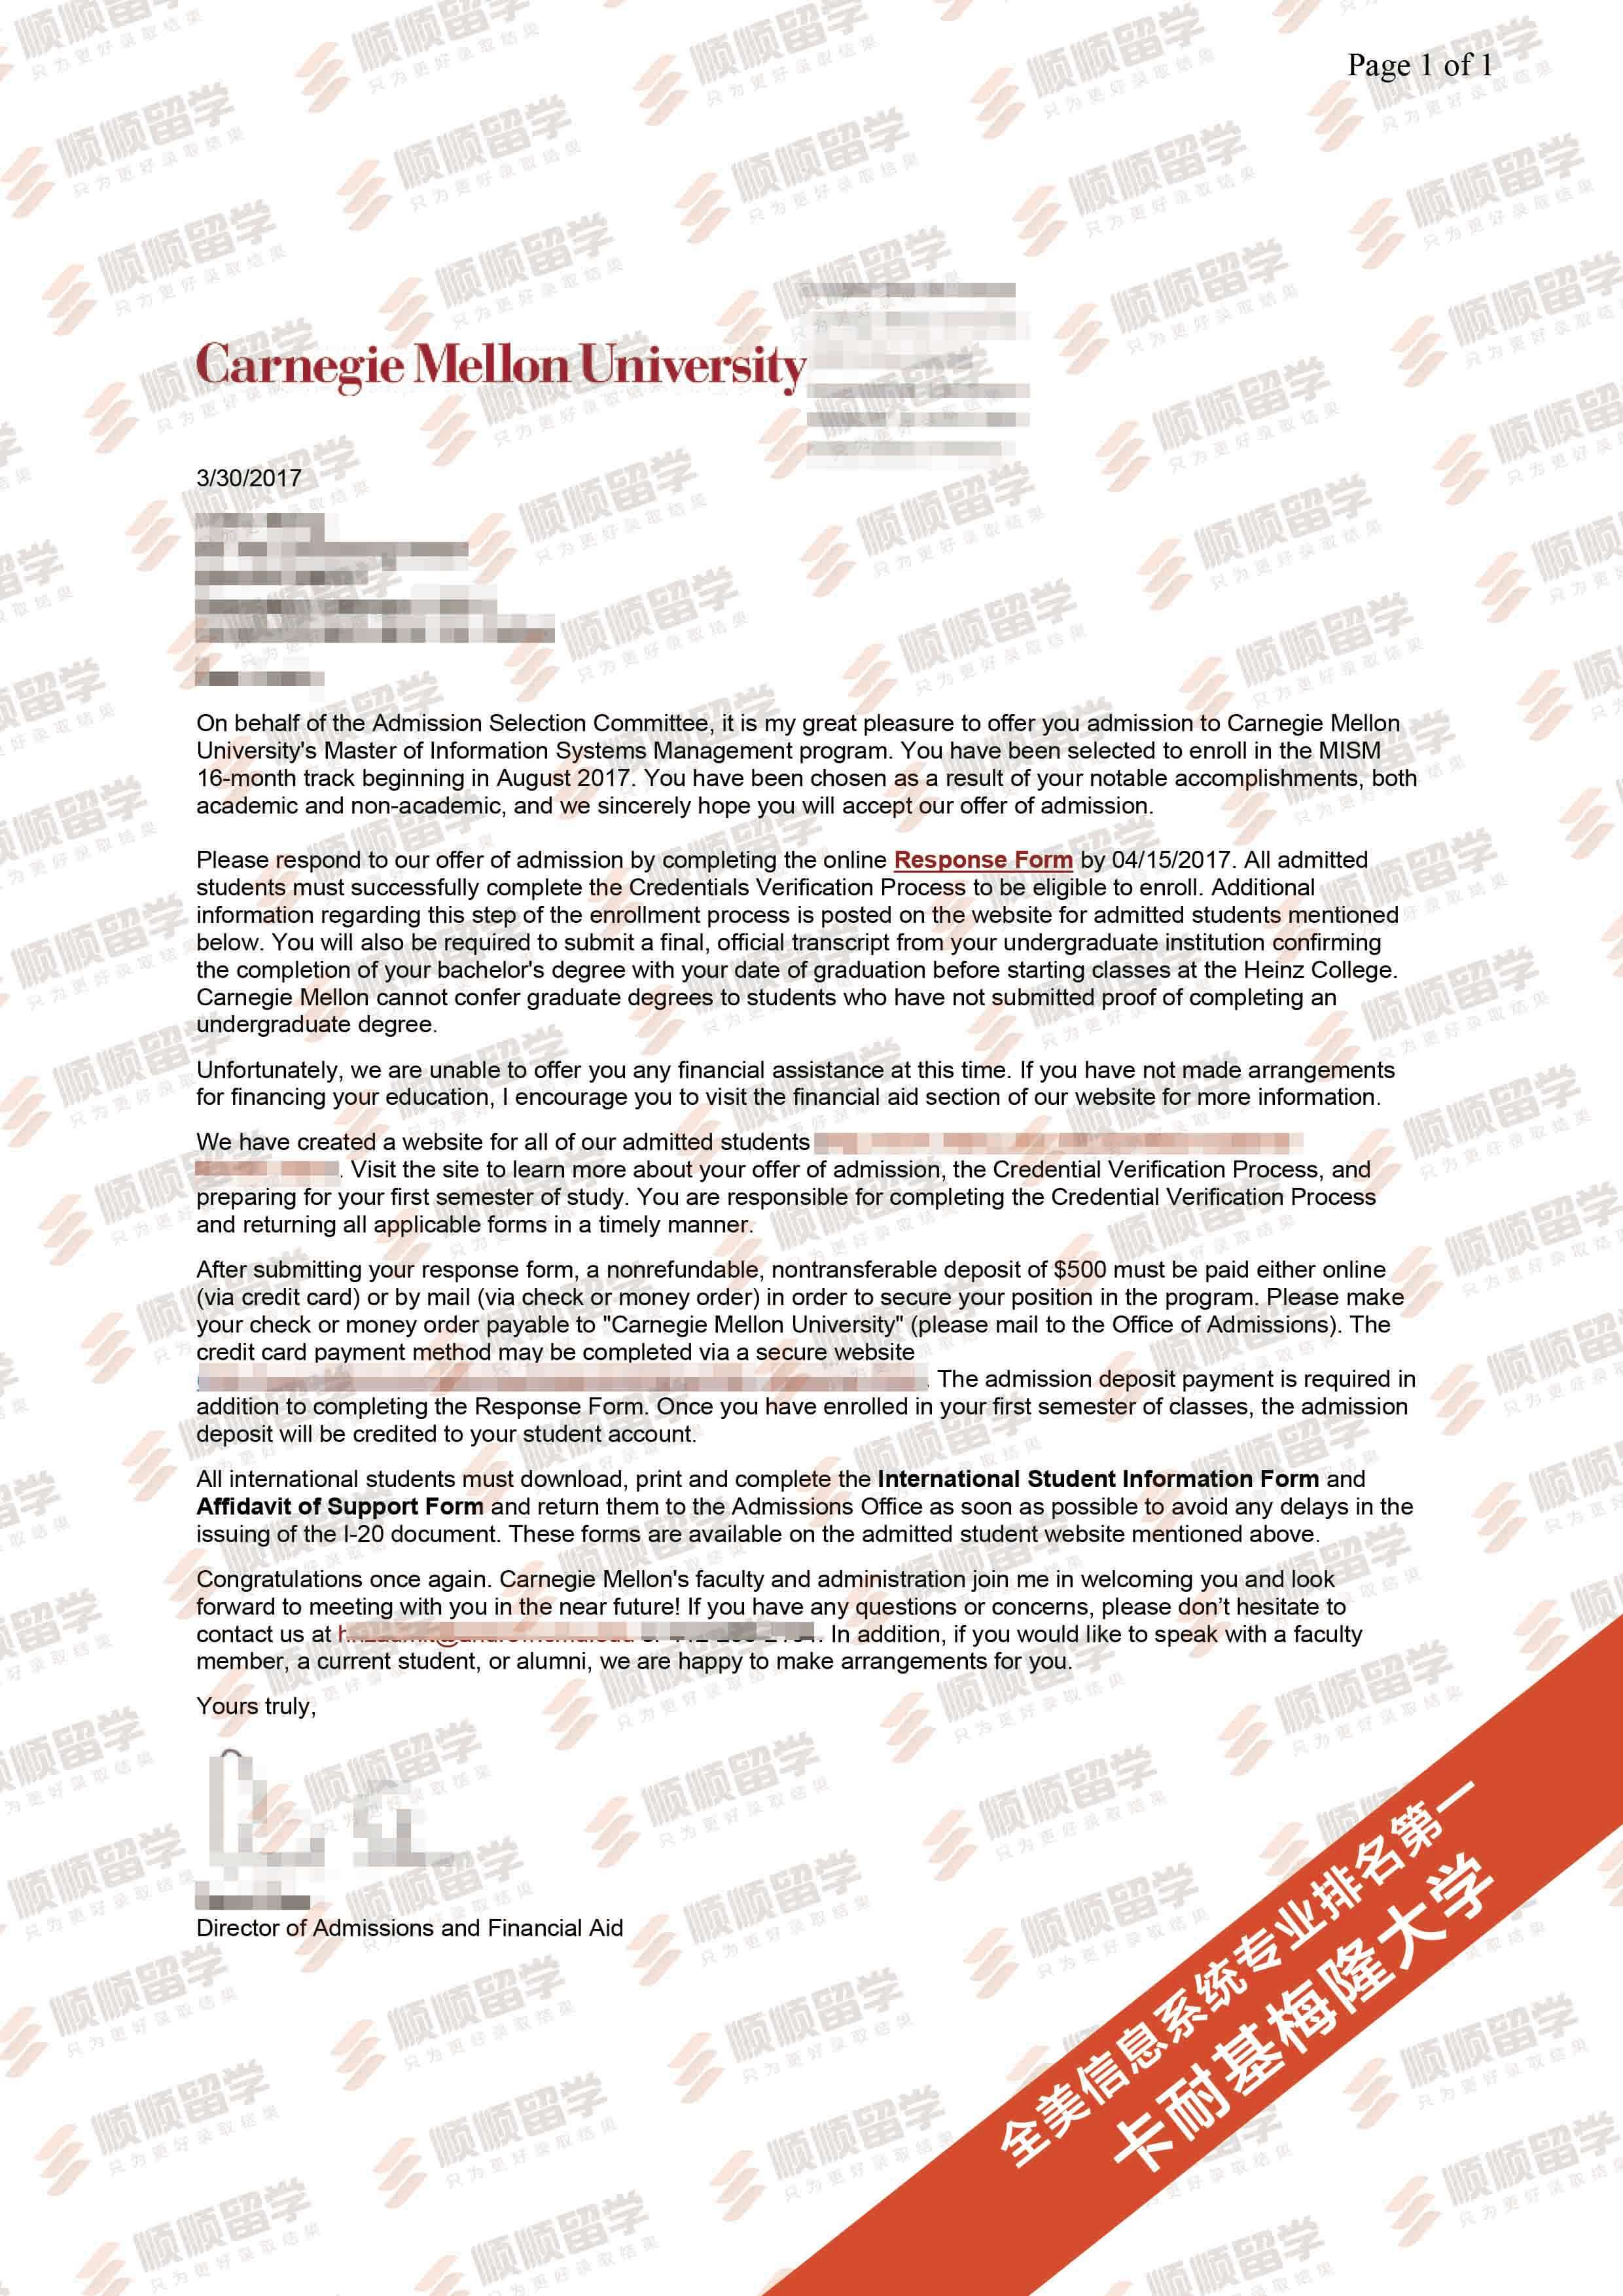 Page 1 of 1
Carnegie Mellon University
3/30/2017
On behalf of the Admission Selection Committee, it is my great pleasure to offer you admission to Carnegie Mellon
University's Master of Information Systems Management program. You have been selected to enroll in the MISM
16-month track beginning in August 2017. You have been chosen as a result of your notable accomplishments, both
academic and non-academic, and we sincerely hope you will accept our offer of admission.
Please respond to our offer of admission by completing the online Response Form by 04/15/2017. All admitted
students must successfully complete the Credentials Verification Process to be eligible to enroll. Additional
information regarding this step of the enrollment process is posted on the website for admitted students mentioned
below. You will also be required to submit a final, official transcript from your undergraduate institution confirming
the completion of your bachelor's degree with your date of graduation before starting classes at the Heinz College.
Carnegie Mellon cannot confer graduate degrees to students who have not submitted proof of completing an
undergraduate degree.
Unfortunately, we are unable to offer you any financial assistance at this time. If you have not made arrangements
for financing your education, I encourage you to visit the financial aid section of our website for more information.
We have created a website for all of our admitted students
. Visit the site to learn more about your offer of admission, the Credential Verification Process, and
preparing for your first semester of study. You are responsible for completing the Credential Verification Process
and returning all applicable forms in a timely manner.
After submitting your response form, a nonrefundable, nontransferable deposit of $500 must be paid either online
(via credit card) or by mail (via check or money order) in order to secure your position in the program. Please make
your check or money order payable to "Carnegie Mellon University" (please mail to the Office of Admissions). The
credit card payment method may be completed via a secure website
. The admission deposit payment is required in
addition to completing the Response Form. Once you have enrolled in your first semester of classes, the admission
deposit will be credited to your student account.
All international students must download, print and complete the International Student Information Form and
Affidavit of Support Form and return them to the Admissions Office as soon as possible to avoid any delays in the
issuing of the I-20 document. These forms are available on the admitted student website mentioned above.
Congratulations once again. Carnegie Mellon's faculty and administration join me in welcoming you and look
forward to meeting with you in the near future! If you have any questions or concerns, please don’t hesitate to
contact us at . In addition, if you would like to speak with a faculty
member, a current student, or alumni, we are happy to make arrangements for you.
Yours truly,
Director of Admissions and Financial Aid
全美信息系统专业排名第一
卡耐基梅隆大学
顺顺留学
只为更好录取结果